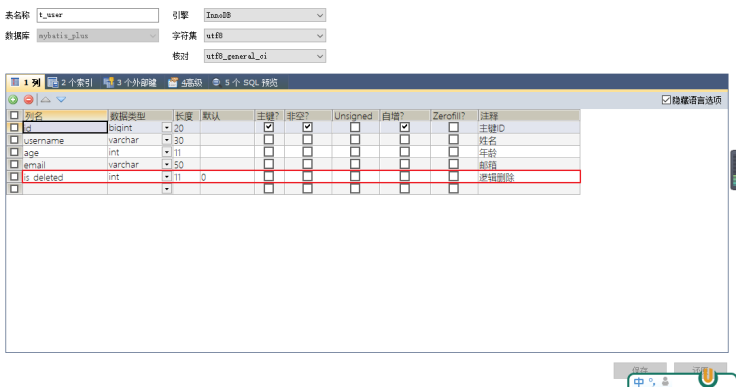 表名称 t_user 引擎 InnoDB
数据库 mybatis_plus 字符集 utf8
核对 utf8_general_ci
1 列 2 个索引 3 个外部键 4高级 5 个 SQL 预览
隐藏语言选项
列名 数据类型 长度 默认 主键? 非空? Unsigned 自增? Zerofill? 注释
id bigint 20 主键ID
username varchar 30 姓名
age int 11 年龄
email varchar 50 邮箱
is_deleted int 11 0 逻辑删除
保存
中 °,